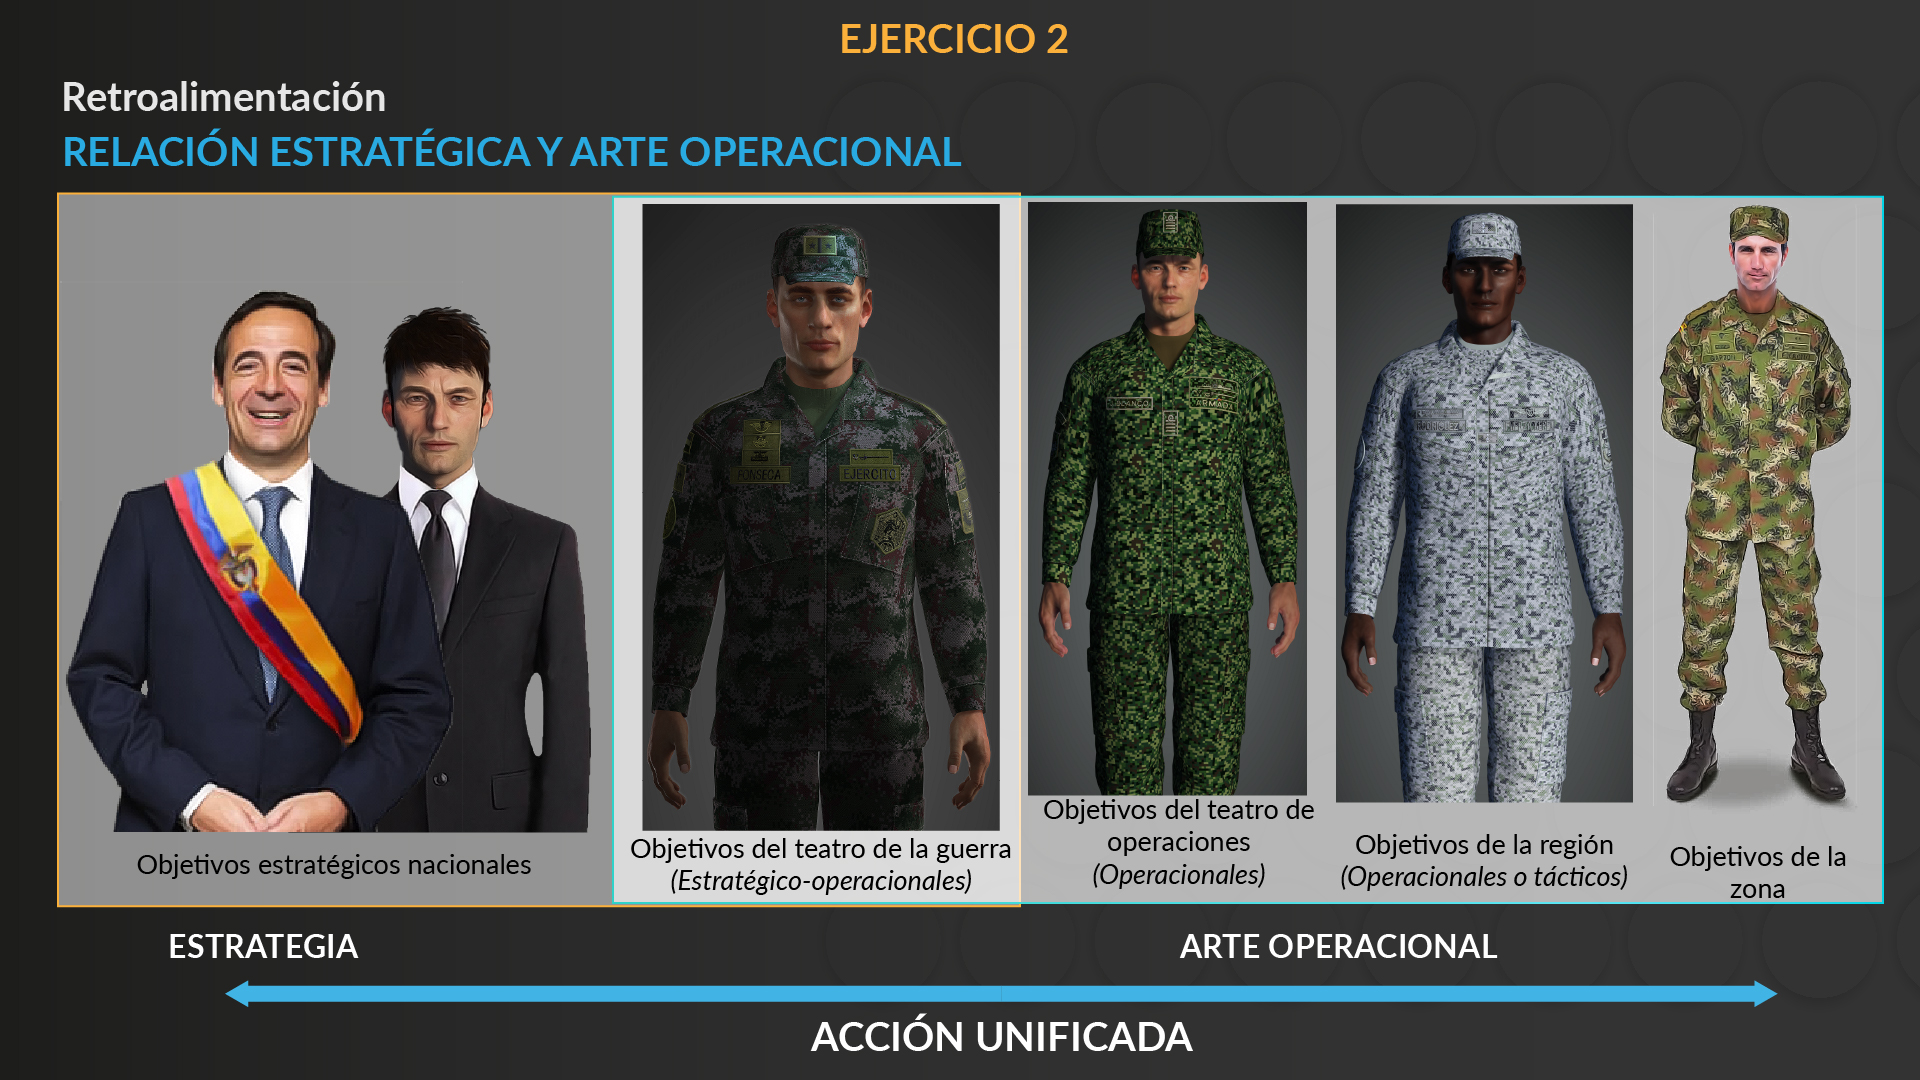 EJERCICIO 2
Retroalimentación
RELACIÓN ESTRATÉGICA Y ARTE OPERACIONAL
FONSECA
EJERCITO
Objetivos estratégicos nacionales
Objetivos del teatro de la guerra
(Estratégico-operacionales)
Objetivos del teatro de
operaciones
(Operacionales)
Objetivos de la región
(Operacionales o tácticos)
Objetivos de la
zona
ESTRATEGIA
ARTE OPERACIONAL
ACCIÓN UNIFICADA